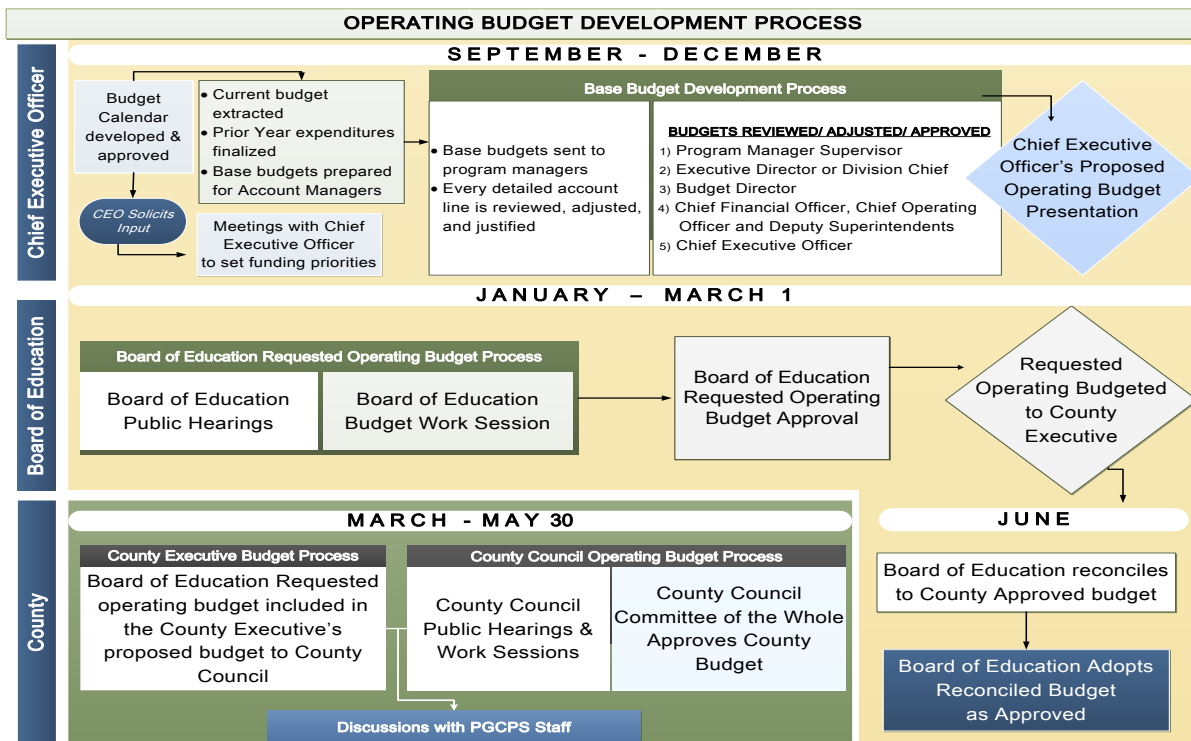 OPERATING BUDGET DEVELOPMENT PROCESS
Chief Executive Officer
SEPTEMBER - DECEMBER
Budget
Calendar
developed &
approved
• Current budget
extracted
• Prior Year expenditures
finalized
• Base budgets prepared
for Account Managers
CEO Solicits
Input
Meetings with Chief
Executive Officer
to set funding priorities
Base Budget Development Process
• Base budgets sent to
program managers
• Every detailed account
line is reviewed, adjusted,
and justified
BUDGETS REVIEWED/ ADJUSTED/ APPROVED
1) Program Manager Supervisor
2) Executive Director or Division Chief
3) Budget Director
4) Chief Financial Officer, Chief Operating
Officer and Deputy Superintendents
5) Chief Executive Officer
Chief Executive
Officer's Proposed
Operating Budget
Presentation
Board of Education
JANUARY – MARCH 1
Board of Education Requested Operating Budget Process
Board of Education
Public Hearings
Board of Education
Budget Work Session
Board of Education
Requested Operating
Budget Approval
Requested
Operating Budgeted
to County
Executive
County
MARCH - MAY 30
County Executive Budget Process
Board of Education Requested
operating budget included in
the County Executive's
proposed budget to County
Council
County Council Operating Budget Process
County Council
Public Hearings &
Work Sessions
County Council
Committee of the Whole
Approves County
Budget
Discussions with PGCPS Staff
JUNE
Board of Education reconciles
to County Approved budget
Board of Education Adopts
Reconciled Budget
as Approved